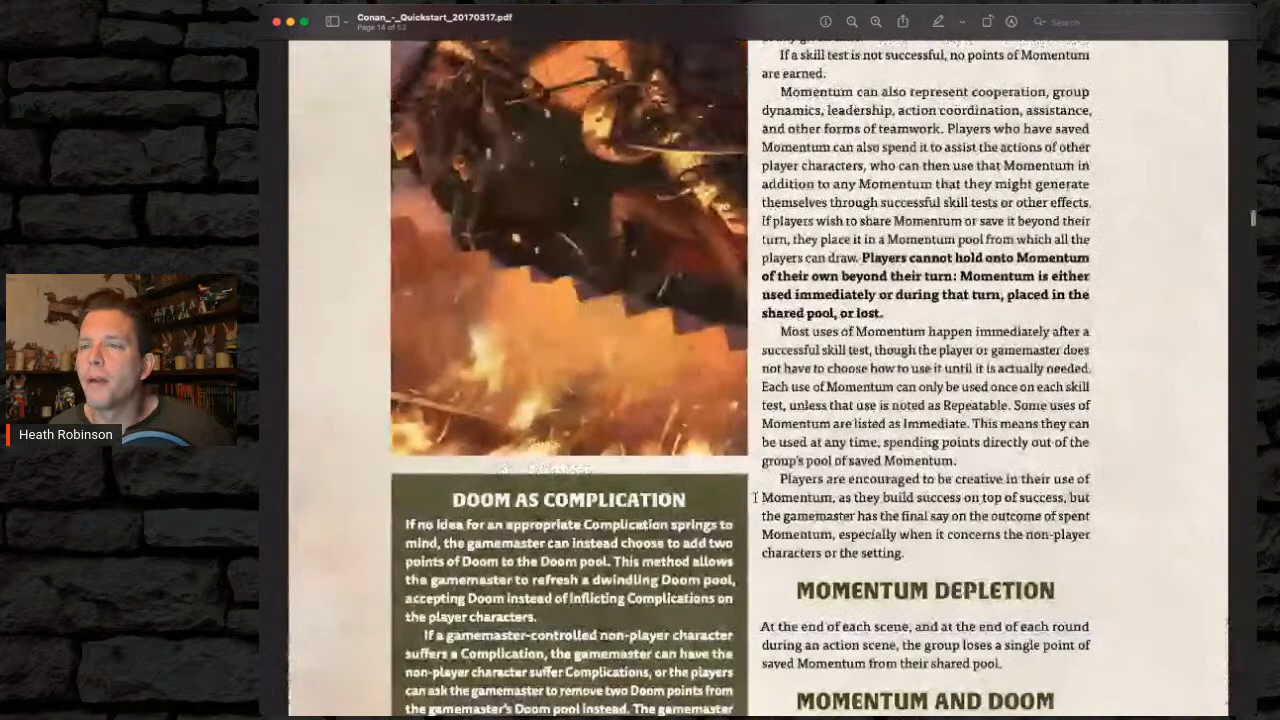 Conan_-_Quickstart_20170317.pdf
Page 14 of 52
Search
If a skill test is not successful, no points of Momentum
are earned.
Momentum can also represent cooperation, group
dynamics, leadership, action coordination, assistance,
and other forms of teamwork. Players who have saved
Momentum can also spend it to assist the actions of other
player characters, who can then use that Momentum in
addition to any Momentum that they might generate
themselves through successful skill tests or other effects.
If players wish to share Momentum or save it beyond their
turn, they place it in a Momentum pool from which all the
players can draw. Players cannot hold onto Momentum
of their own beyond their turn: Momentum is either
used immediately or during that turn, placed in the
shared pool, or lost.
Most uses of Momentum happen immediately after a
successful skill test, though the player or gamemaster does
not have to choose how to use it until it is actually needed.
Each use of Momentum can only be used once on each skill
test, unless that use is noted as Repeatable. Some uses of
Momentum are listed as Immediate. This means they can
be used at any time, spending points directly out of the
group's pool of saved Momentum.
Players are encouraged to be creative in their use of
Momentum, as they build success on top of success, but
the gamemaster has the final say on the outcome of spent
Momentum, especially when it concerns the non-player
characters or the setting.
MOMENTUM DEPLETION
At the end of each scene, and at the end of each round
during an action scene, the group loses a single point of
saved Momentum from their shared pool.
MOMENTUM AND DOOM
DOOM AS COMPLICATION
If no idea for an appropriate Complication springs to
mind, the gamemaster can instead choose to add two
points of Doom to the Doom pool. This method allows
the gamemaster to refresh a dwindling Doom pool,
accepting Doom instead of inflicting Complications on
the player characters.
If a gamemaster-controlled non-player character
suffers a Complication, the gamemaster can have the
non-player character suffer Complications, or the players
can ask the gamemaster to remove two Doom points from
the gamemaster's Doom pool instead. The gamemaster
Heath Robinson